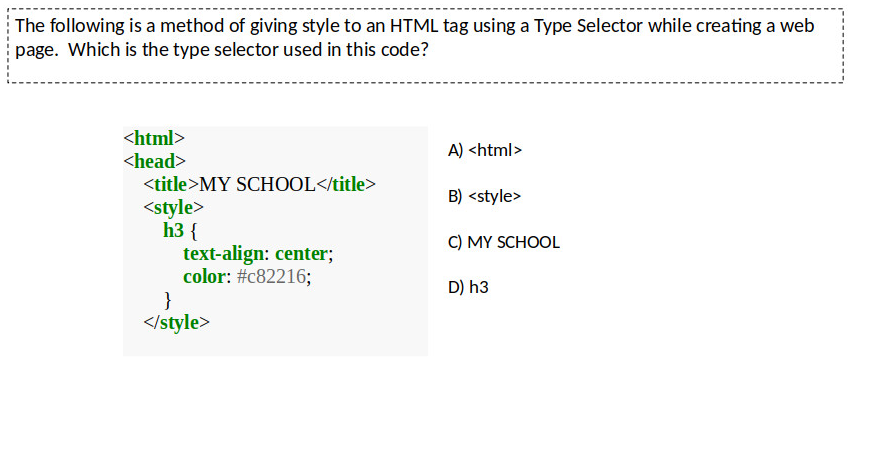 The following is a method of giving style to an HTML tag using a Type Selector while creating a web
page.  Which is the type selector used in this code?
<html>
<head>
<title>MY SCHOOL</title>
<style>
h3 {
text-align: center;
color: #c82216;
}
</style>
A) <html>
B) <style>
C) MY SCHOOL
D) h3